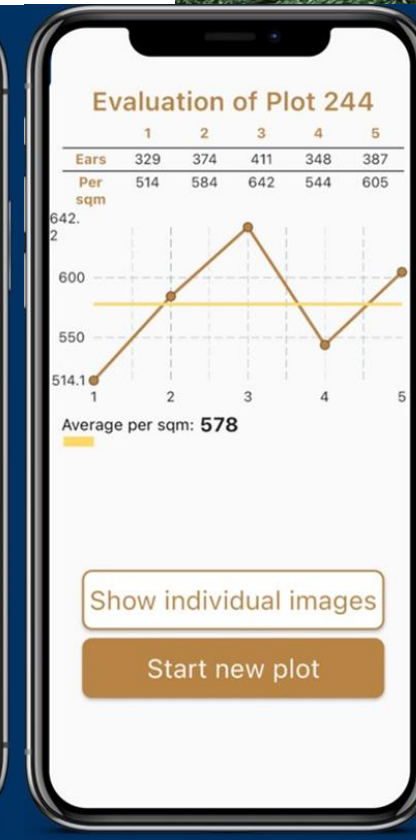 Evaluation of Plot 244
1 2 3 4 5
Ears 329 374 411 348 387
Per 514 584 642 544 605
sqm
642.
2
600
550
514.1
1 2 3 4 5
Average per sqm: 578
Show individual images
Start new plot